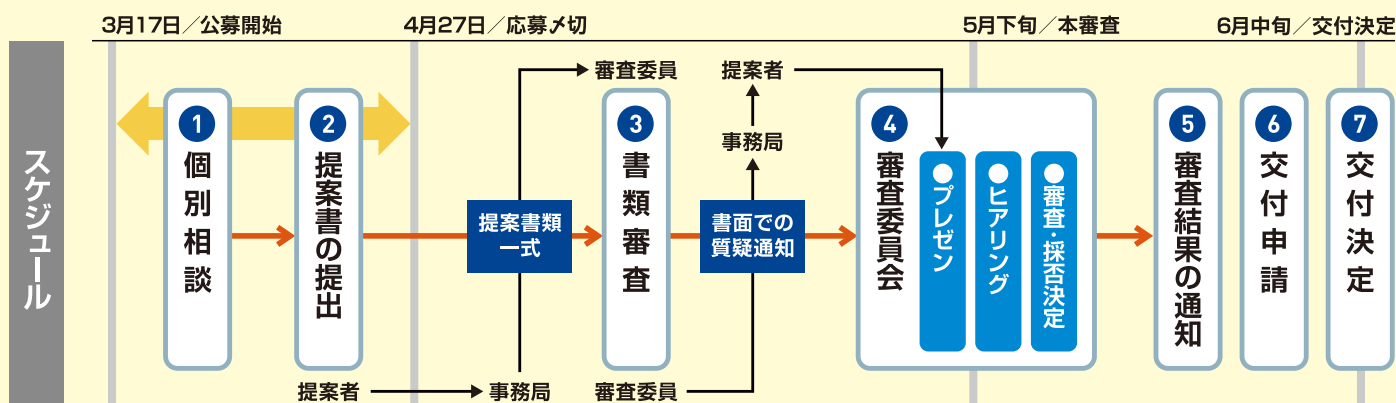 3月17日／公募開始
4月27日／応募〆切
5月下旬／本審査
6月中旬／交付決定
スケジュール
1
個別相談
2
提案書の提出
提案者
事務局
提案書類
一式
審査委員
3
書類審査
審査委員
書面での
質疑通知
事務局
提案者
4
審査委員会
プレゼン
ヒアリング
審査・採否決定
5
審査結果の通知
6
交付申請
7
交付決定